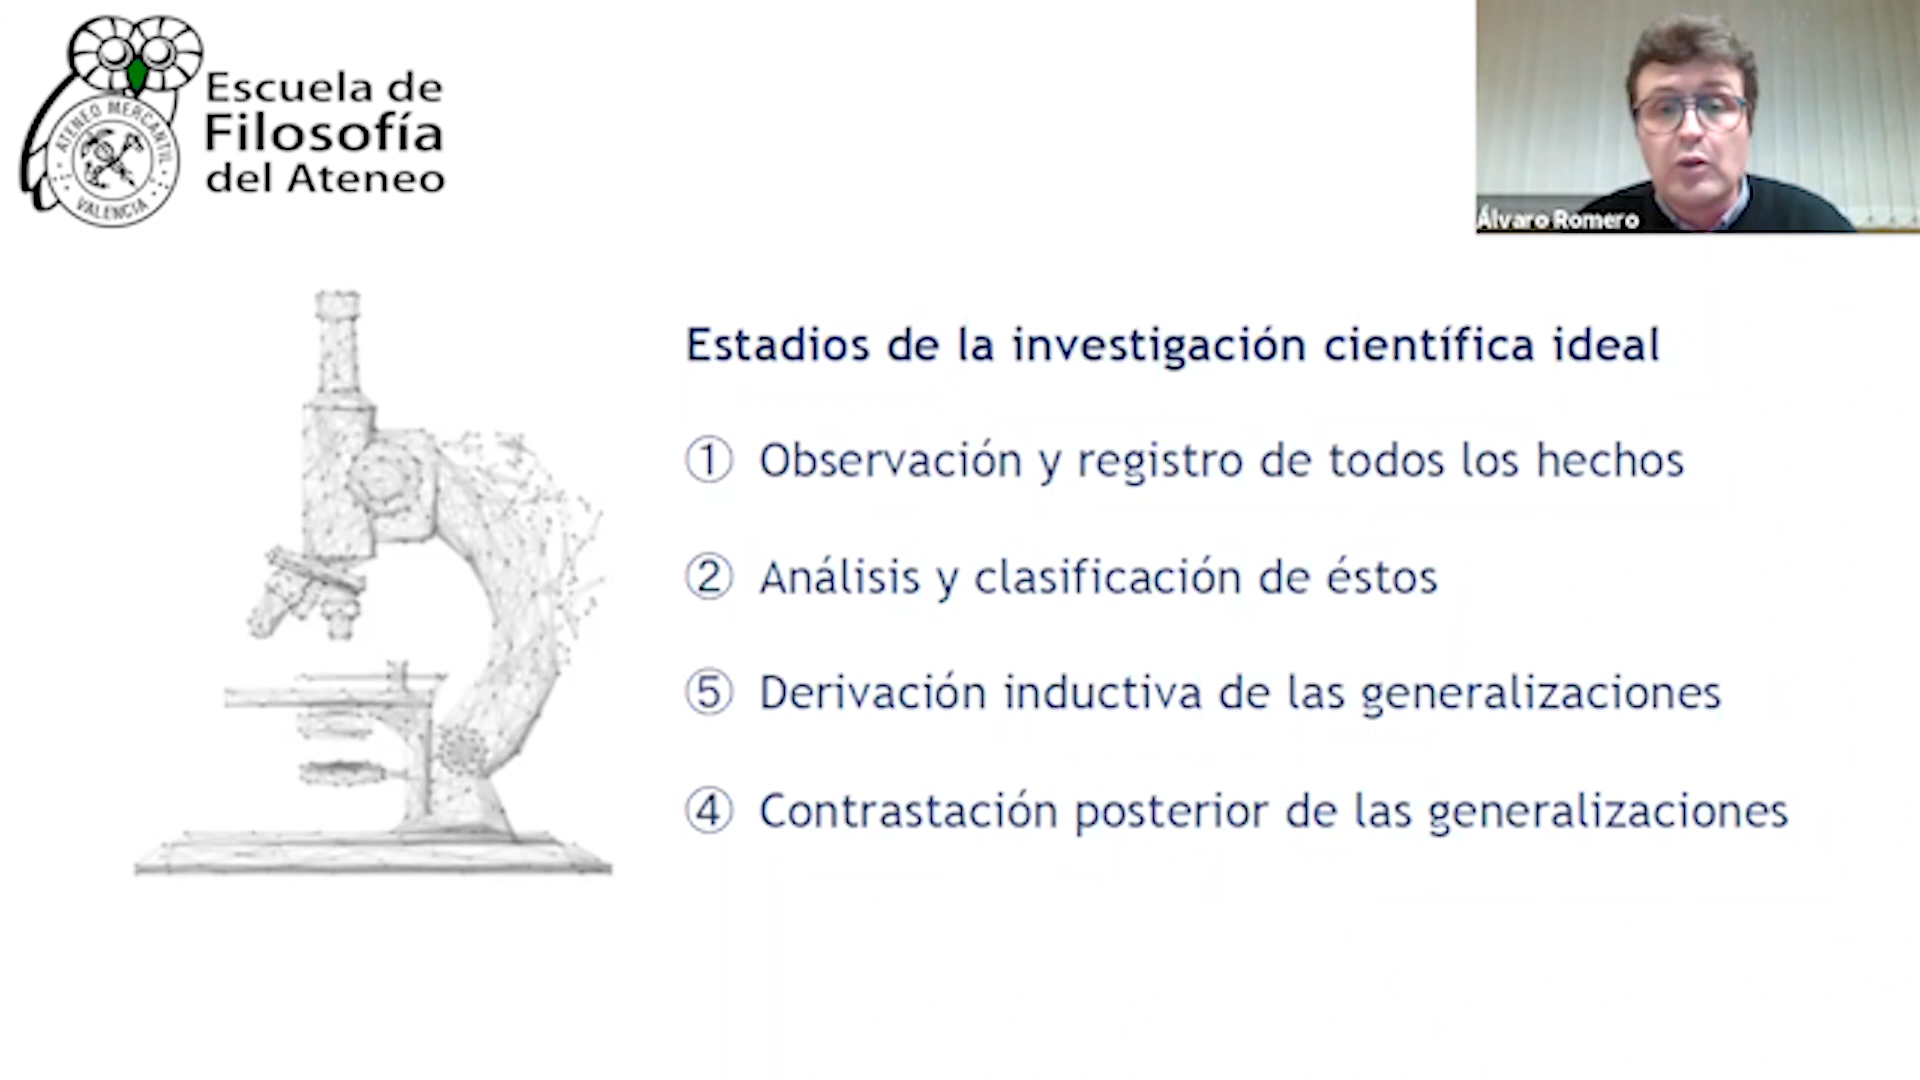 Escuela de
Filosofía
del Ateneo
ATENEO MERCANTIL
VALENCIA
Álvaro Romero
Estadios de la investigación científica ideal
① Observación y registro de todos los hechos
② Análisis y clasificación de éstos
⑤ Derivación inductiva de las generalizaciones
④ Contrastación posterior de las generalizaciones